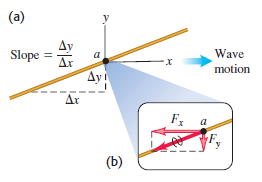 (a)
y
Slope = Δy/Δx
a
x
Wave motion
Δy
Δx
(b)
Fx
a
Fy